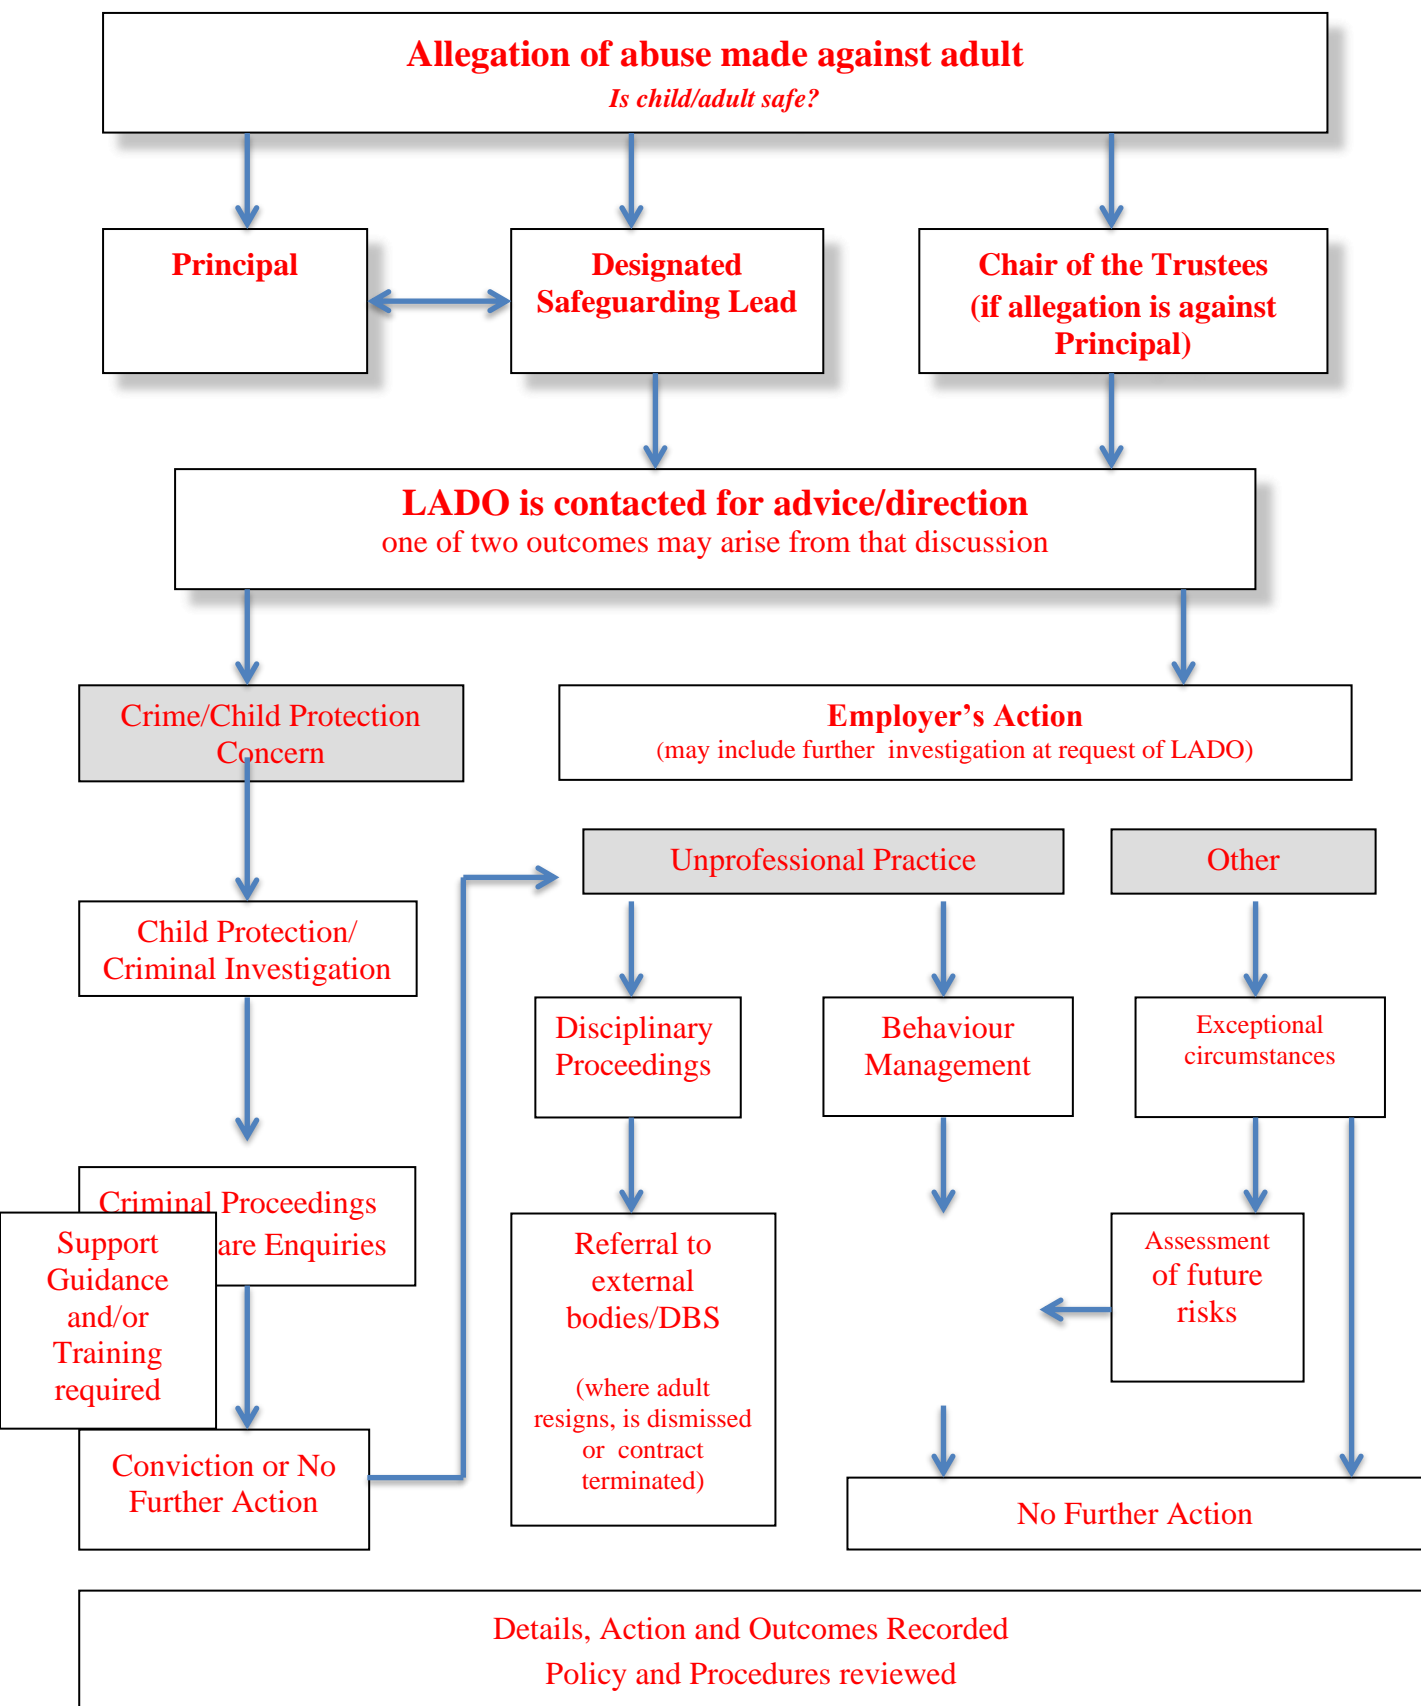 Allegation of abuse made against adult
Is child/adult safe?
Principal
Designated
Safeguarding Lead
Chair of the Trustees
(if allegation is against
Principal)
LADO is contacted for advice/direction
one of two outcomes may arise from that discussion
Crime/Child Protection
Concern
Employer’s Action
(may include further investigation at request of LADO)
Unprofessional Practice
Other
Child Protection/
Criminal Investigation
Disciplinary
Proceedings
Behaviour
Management
Exceptional
circumstances
Criminal Proceedings
are Enquiries
Support
Guidance
and/or
Training
required
Referral to
external
bodies/DBS
(where adult
resigns, is dismissed
or contract
terminated)
Assessment
of future
risks
Conviction or No
Further Action
No Further Action
Details, Action and Outcomes Recorded
Policy and Procedures reviewed